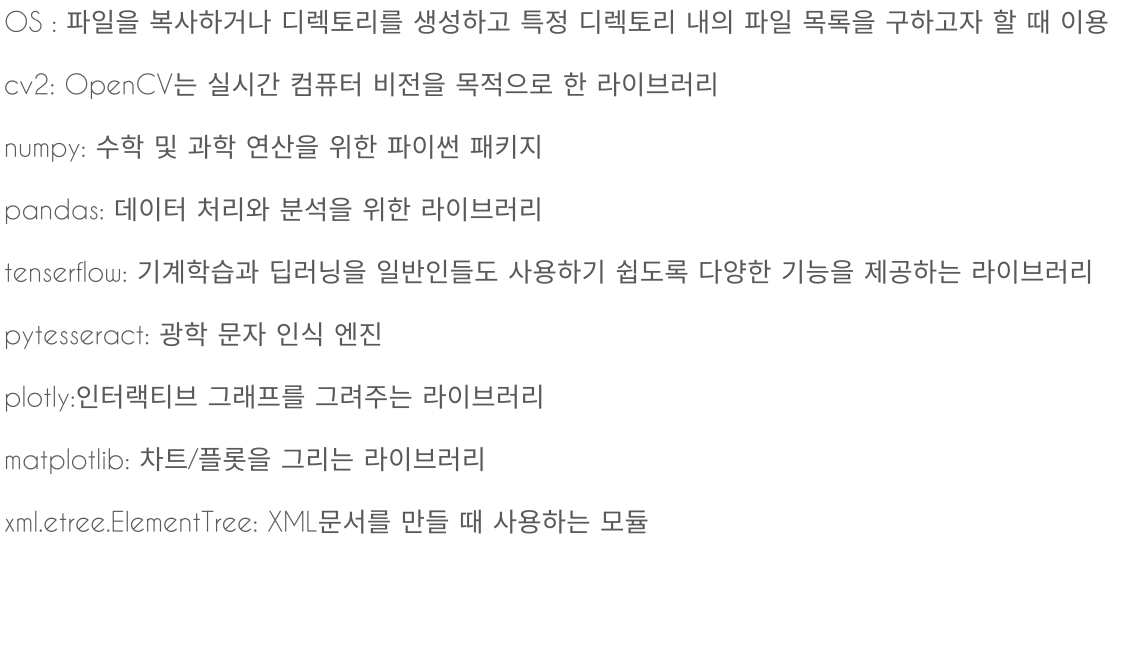 OS : 파일을 복사하거나 디렉토리를 생성하고 특정 디렉토리 내의 파일 목록을 구하고자 할 때 이용
cv2: OpenCV는 실시간 컴퓨터 비전을 목적으로 한 라이브러리
numpy: 수학 및 과학 연산을 위한 파이썬 패키지
pandas: 데이터 처리와 분석을 위한 라이브러리
tenserflow: 기계학습과 딥러닝을 일반인들도 사용하기 쉽도록 다양한 기능을 제공하는 라이브러리
pytesseract: 광학 문자 인식 엔진
plotly:인터랙티브 그래프를 그려주는 라이브러리
matplotlib: 차트/플롯을 그리는 라이브러리
xml.etree.ElementTree: XML문서를 만들 때 사용하는 모듈